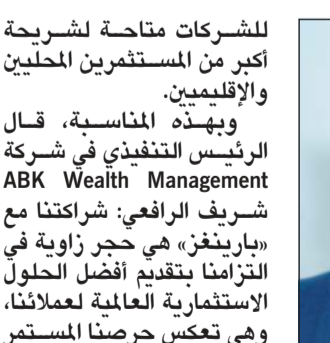 للشركات متاحة لشريحة
أكبر من المستثمرين المحليين
والإقليميين.
وبهذه المناسبة، قال
الرئيس التنفيذي في شركة
ABK Wealth Management
شريف الرافعي: شراكتنا مع
«بارينغز» هي حجر زاوية في
التزامنا بتقديم أفضل الحلول
الاستثمارية العالمية لعملائنا،
وهي تعكس حرصنا المستمر